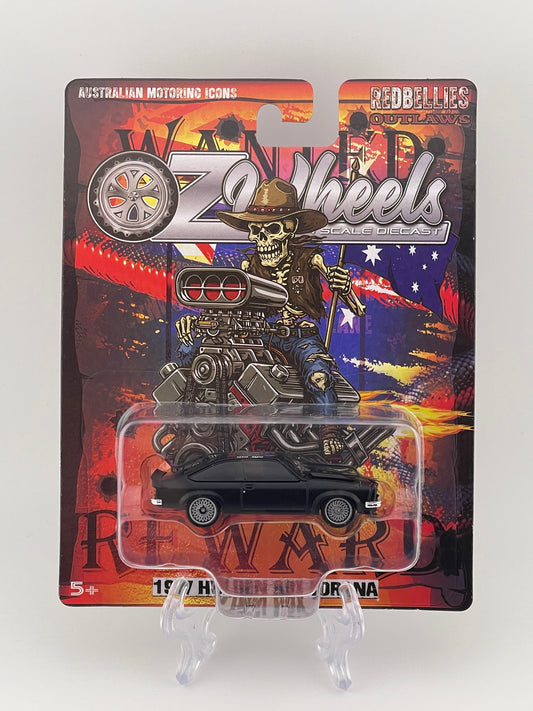 AUSTRALIAN MOTORING ICONS
REDBELLIES
OUTLAWS
WANTED
OZ Wheels
SCALE DIECAST
REWARD
5+